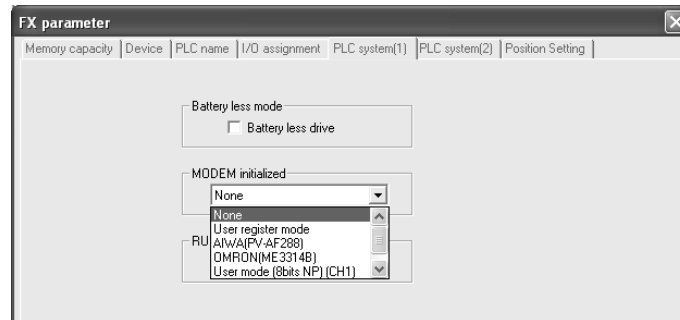 FX parameter
Memory capacity Device PLC name I/O assignment PLC system(1) PLC system(2) Position Setting
Battery less mode
Battery less drive
MODEM initialized
None
None
User register mode
RU AIWA(PV-AF288)
OMRON(ME3314B)
User mode (8bits NP) (CH1)